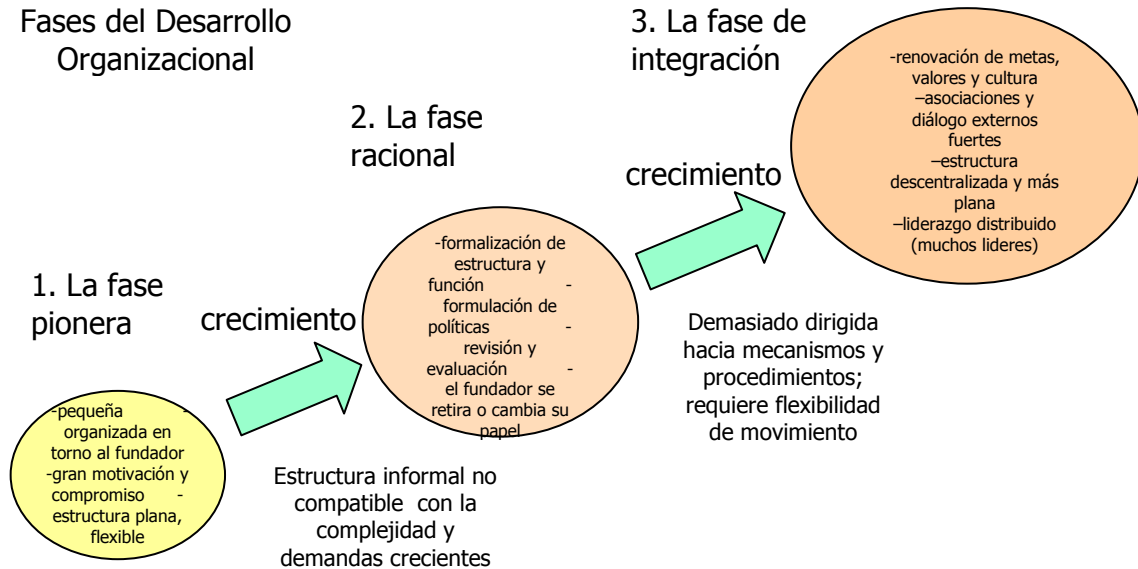 Fases del Desarrollo
Organizacional
1. La fase
pionera
-pequeña -
organizada en
torno al fundador
-gran motivación y
compromiso -
estructura plana,
flexible
crecimiento
Estructura informal no
compatible con la
complejidad y
demandas crecientes
2. La fase
racional
-formalización de
estructura y
función -
formulación de
políticas -
revisión y
evaluación -
el fundador se
retira o cambia su
papel
crecimiento
Demasiado dirigida
hacia mecanismos y
procedimientos;
requiere flexibilidad
de movimiento
3. La fase de
integración
-renovación de metas,
valores y cultura
–asociaciones y
diálogo externos
fuertes
–estructura
descentralizada y más
plana
–liderazgo distribuido
(muchos lideres)